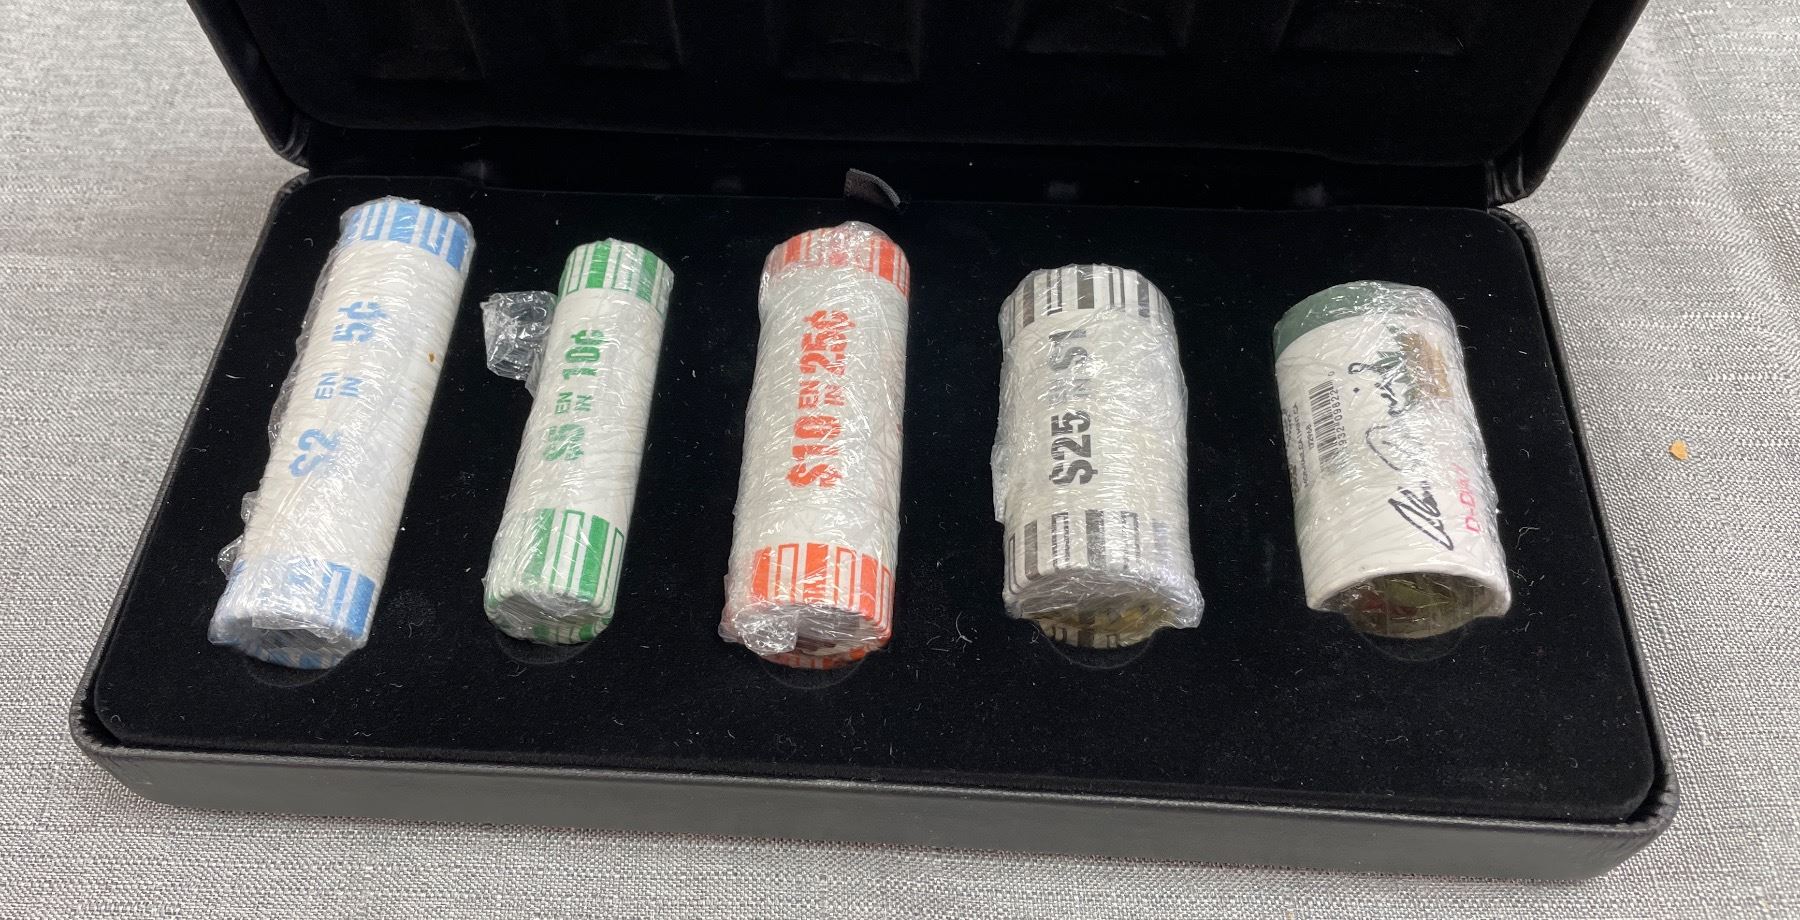 $2 EN IN 5¢
$5 EN IN 10¢
$10 EN IN 25¢
$25 EN IN $1
D-DAY